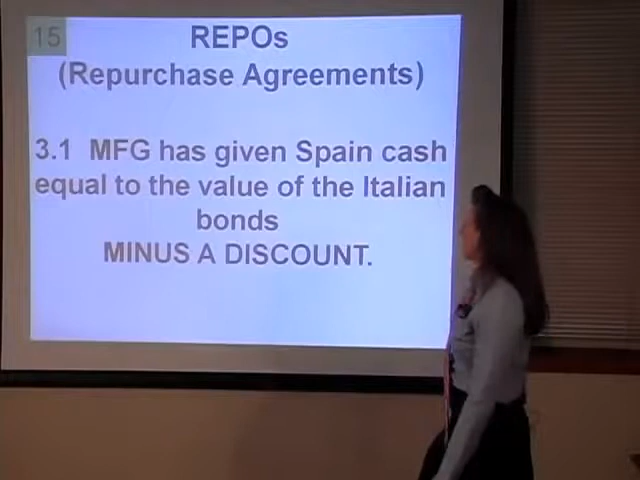 15
REPOs
(Repurchase Agreements)
3.1 MFG has given Spain cash
equal to the value of the Italian
bonds
MINUS A DISCOUNT.